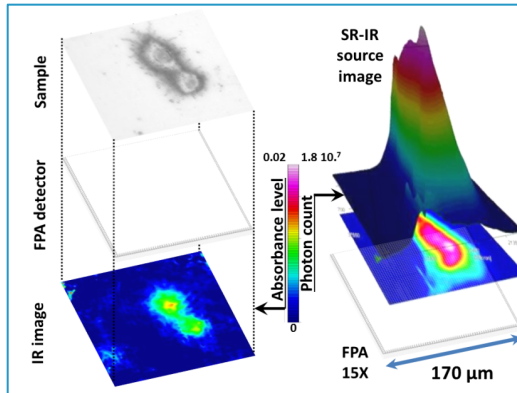 Sample
FPA detector
IR image
0.02
1.8 10.⁷
Absorbance level
Photon count
0
SR-IR
source
image
FPA
15X
170 µm